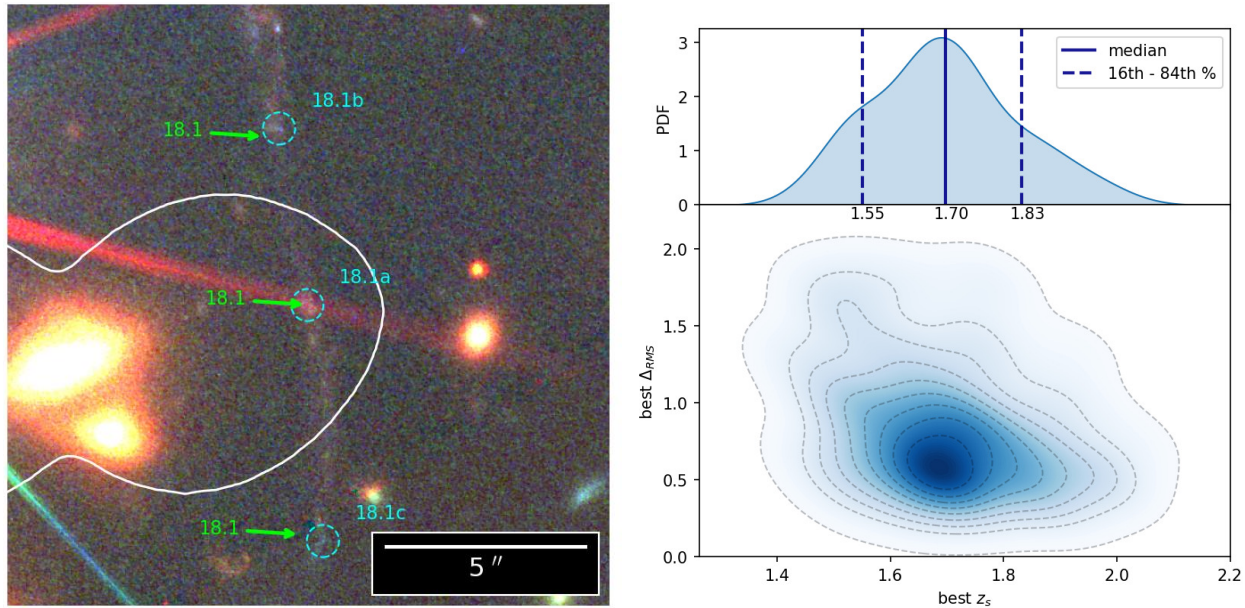 18.1b
18.1
18.1a
18.1
18.1c
18.1
5 ″
3
2
1
0
PDF
median
16th - 84th %
1.55 1.70 1.83
2.0
1.5
1.0
0.5
0.0
best Δ_RMS
1.4 1.6 1.8 2.0 2.2
best z_s